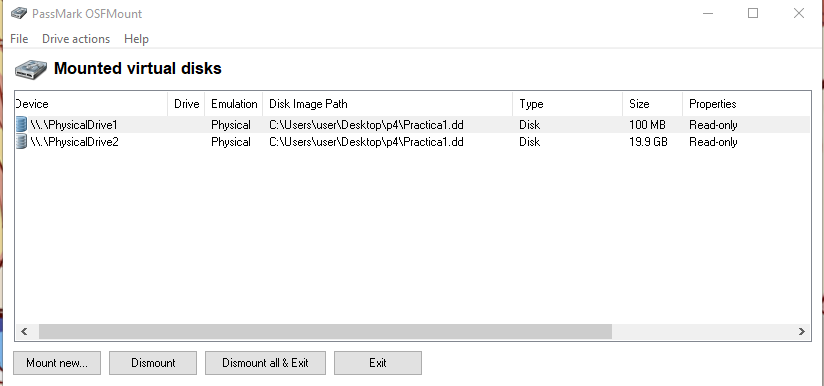 PassMark OSFMount
File Drive actions Help
Mounted virtual disks
Device Drive Emulation Disk Image Path Type Size Properties
\\.\PhysicalDrive1 Physical C:\Users\user\Desktop\p4\Practica1.dd Disk 100 MB Read-only
\\.\PhysicalDrive2 Physical C:\Users\user\Desktop\p4\Practica1.dd Disk 19.9 GB Read-only
Mount new... Dismount Dismount all & Exit Exit